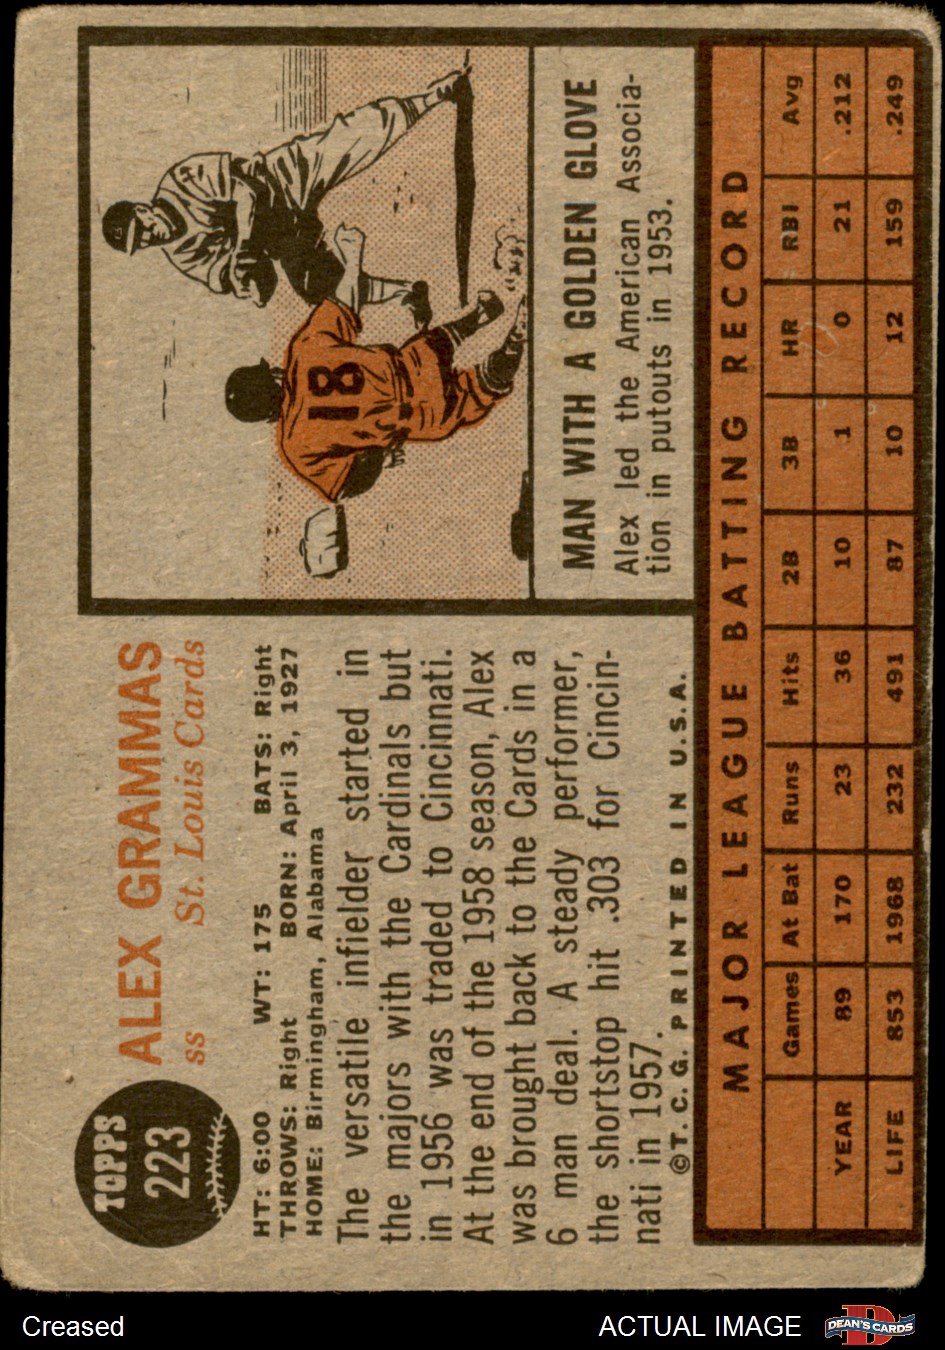 TOPPS
223
ALEX GRAMMAS
ss St. Louis Cards
HT: 6:00 WT: 175 BATS: Right
THROWS: Right BORN: April 3, 1927
HOME: Birmingham, Alabama
The versatile infielder started in
the majors with the Cardinals but
in 1956 was traded to Cincinnati.
At the end of the 1958 season, Alex
was brought back to the Cards in a
6 man deal. A steady performer,
the shortstop hit .303 for Cincin-
nati in 1957.
©T.C.G. PRINTED IN U.S.A.
18
MAN WITH A GOLDEN GLOVE
Alex led the American Associa-
tion in putouts in 1953.
MAJOR LEAGUE BATTING RECORD
Games At Bat Runs Hits 2B 3B HR RBI Avg
YEAR 89 170 23 36 10 1 0 21 .212
LIFE 853 1968 232 491 87 10 12 159 .249
Creased
ACTUAL IMAGE
DEAN'S CARDS